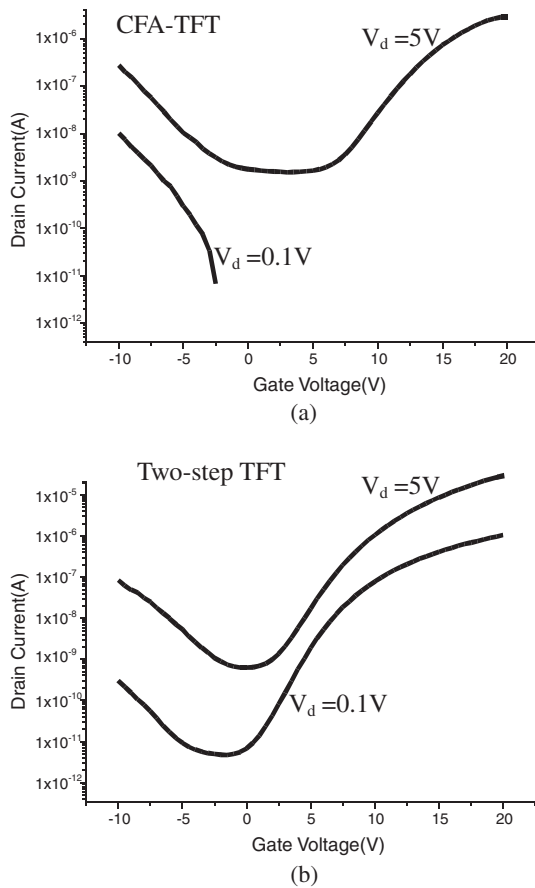 CFA-TFT
V_d =5V
1x10⁻⁶
1x10⁻⁷
1x10⁻⁸
1x10⁻⁹
1x10⁻¹⁰
1x10⁻¹¹
1x10⁻¹²
Drain Current(A)
V_d =0.1V
-10 -5 0 5 10 15 20
Gate Voltage(V)
(a)
Two-step TFT
V_d =5V
1x10⁻⁵
1x10⁻⁶
1x10⁻⁷
1x10⁻⁸
1x10⁻⁹
1x10⁻¹⁰
1x10⁻¹¹
1x10⁻¹²
Drain Current(A)
V_d =0.1V
-10 -5 0 5 10 15 20
Gate Voltage(V)
(b)